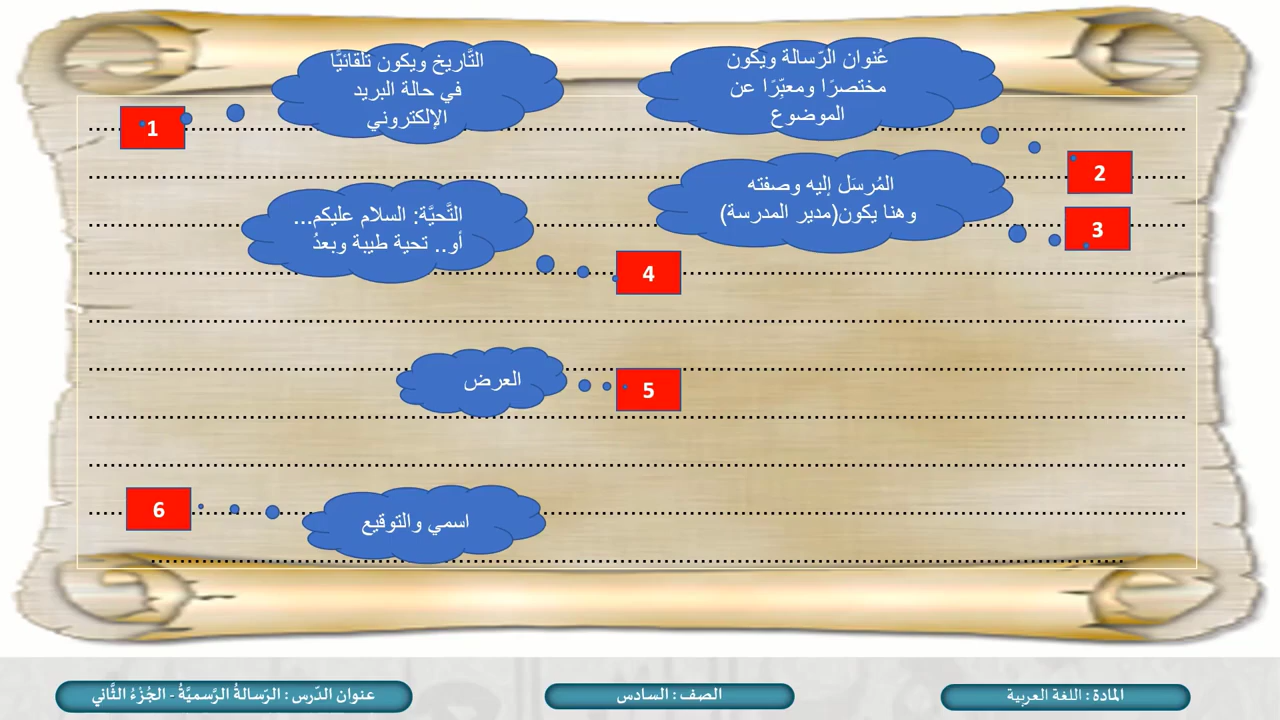 1
التَّاريخ ويكون تلقائيًّا
في حالة البريد
الإلكتروني
عُنوان الرّسالة ويكون
مختصرًا ومعبِّرًا عن
الموضوع
2
المُرسَل إليه وصفته
وهنا يكون(مدير المدرسة)
3
التَّحيَّة: السلام عليكم...
أو.. تحية طيبة وبعدُ
4
العرض
5
اسمي والتوقيع
6
المادة : اللغة العربية
الصف : السادس
عنوان الدّرس : الرّسالةُ الرَّسميَّةُ - الجُزْءُ الثَّاني